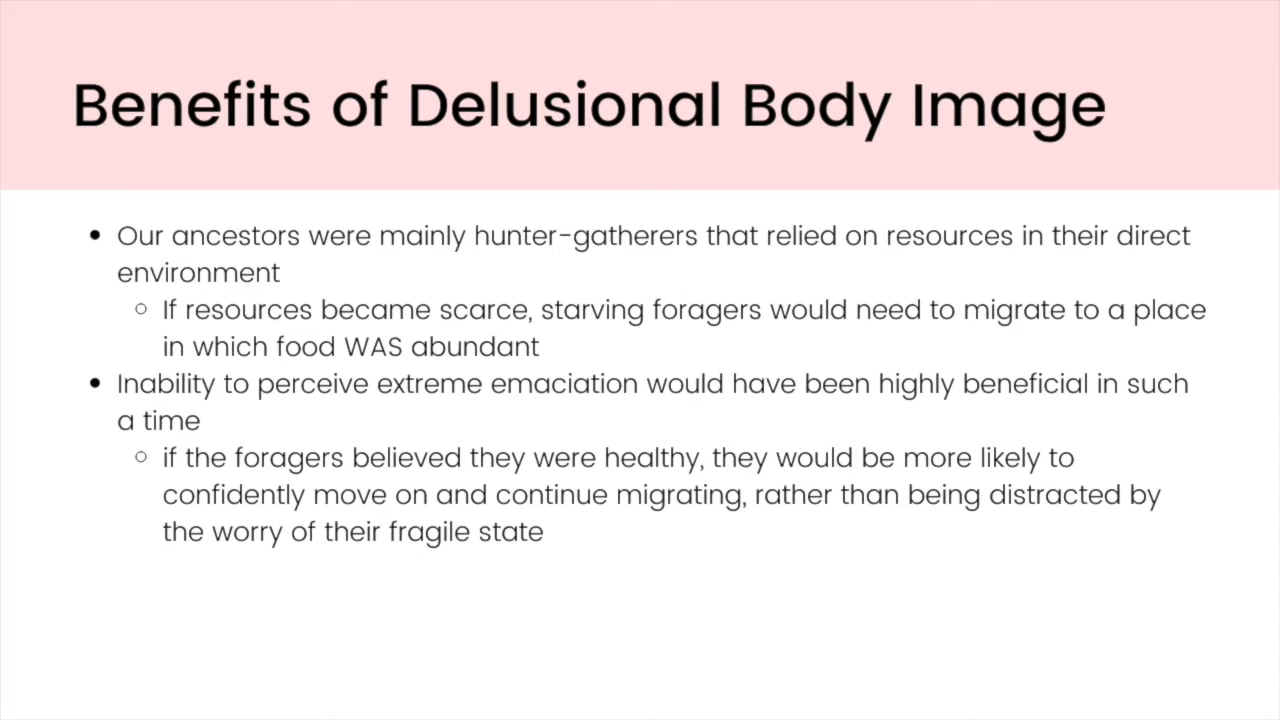 Benefits of Delusional Body Image
• Our ancestors were mainly hunter-gatherers that relied on resources in their direct
environment
○ If resources became scarce, starving foragers would need to migrate to a place
in which food WAS abundant
• Inability to perceive extreme emaciation would have been highly beneficial in such
a time
○ if the foragers believed they were healthy, they would be more likely to
confidently move on and continue migrating, rather than being distracted by
the worry of their fragile state